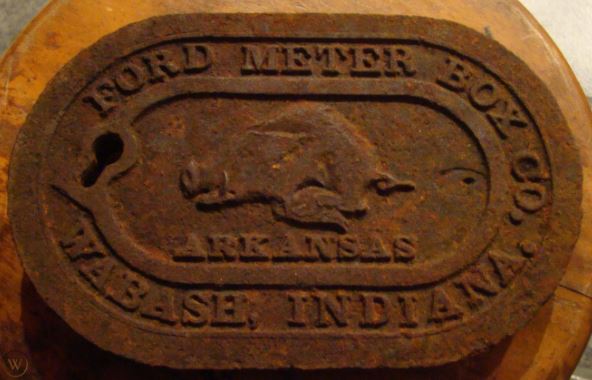 FORD METER BOX CO.
ARKANSAS
WABASH, INDIANA.
W